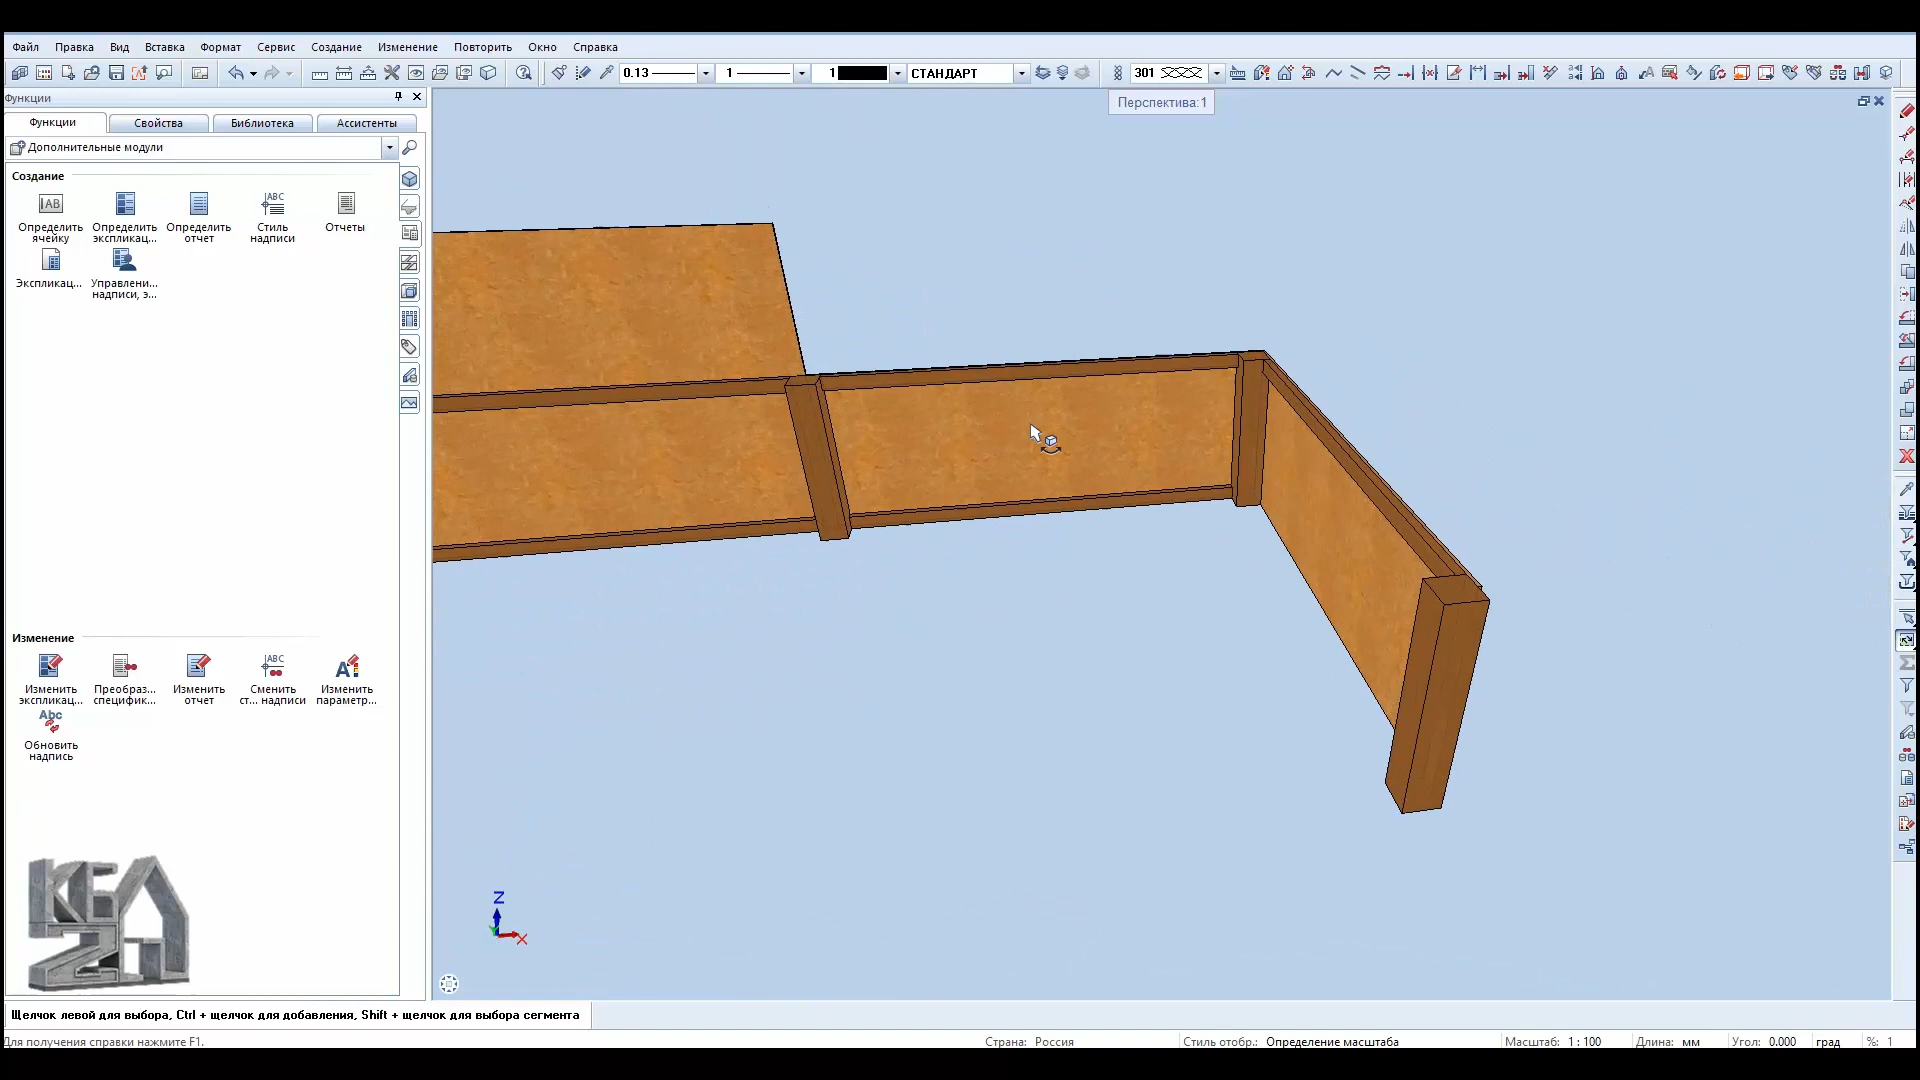 Файл Правка Вид Вставка Формат Сервис Создание Изменение Повторить Окно Справка
0.13 1 1 СТАНДАРТ 301
Функции
Перспектива:1
Функции Свойства Библиотека Ассистенты
Дополнительные модули
Создание
Определить ячейку
Определить экспликац...
Определить отчет
Стиль надписи
Отчеты
Экспликац...
Управлени... надписи, э...
Изменение
Изменить экспликац...
Преобраз... специфик...
Изменить отчет
Сменить ст... надписи
Изменить параметр...
Обновить надпись
Z
X
Щелчок левой для выбора, Ctrl + щелчок для добавления, Shift + щелчок для выбора сегмента
Для получения справки нажмите F1.
Страна: Россия Стиль отобр.: Определение масштаба Масштаб: 1 : 100 Длина: мм Угол: 0.000 град %: 1